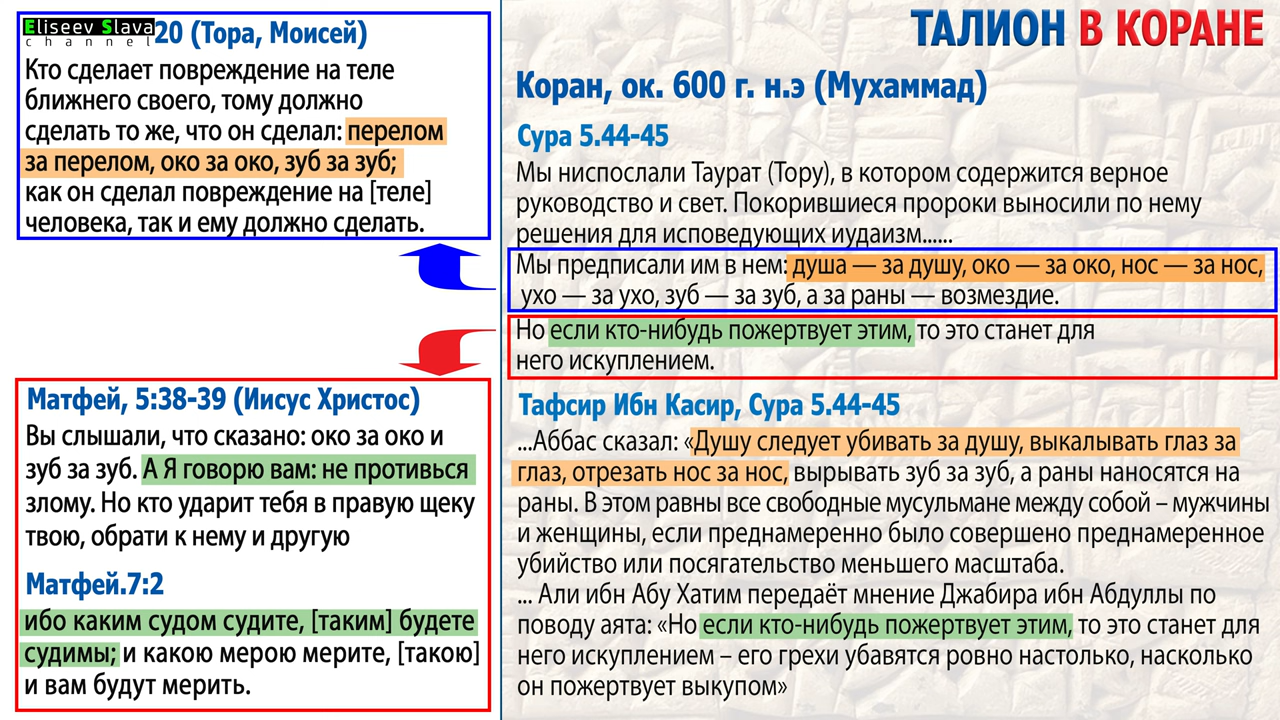 Eliseev Slava
channel
20 (Тора, Моисей)
Кто сделает повреждение на теле
ближнего своего, тому должно
сделать то же, что он сделал: перелом
за перелом, око за око, зуб за зуб;
как он сделал повреждение на [теле]
человека, так и ему должно сделать.
Матфей, 5:38-39 (Иисус Христос)
Вы слышали, что сказано: око за око и
зуб за зуб. А Я говорю вам: не противься
злому. Но кто ударит тебя в правую щеку
твою, обрати к нему и другую
Матфей.7:2
ибо каким судом судите, [таким] будете
судимы; и какою мерою мерите, [такою]
и вам будут мерить.
ТАЛИОН В КОРАНЕ
Коран, ок. 600 г. н.э (Мухаммад)
Сура 5.44-45
Мы ниспослали Таурат (Тору), в котором содержится верное
руководство и свет. Покорившиеся пророки выносили по нему
решения для исповедующих иудаизм......
Мы предписали им в нем: душа — за душу, око — за око, нос — за нос,
ухо — за ухо, зуб — за зуб, а за раны — возмездие.
Но если кто-нибудь пожертвует этим, то это станет для
него искуплением.
Тафсир Ибн Касир, Сура 5.44-45
...Аббас сказал: «Душу следует убивать за душу, выкалывать глаз за
глаз, отрезать нос за нос, вырывать зуб за зуб, а раны наносятся на
раны. В этом равны все свободные мусульмане между собой – мужчины
и женщины, если преднамеренно было совершено преднамеренное
убийство или посягательство меньшего масштаба.
... Али ибн Абу Хатим передаёт мнение Джабира ибн Абдуллы по
поводу аята: «Но если кто-нибудь пожертвует этим, то это станет для
него искуплением – его грехи убавятся ровно настолько, насколько
он пожертвует выкупом»